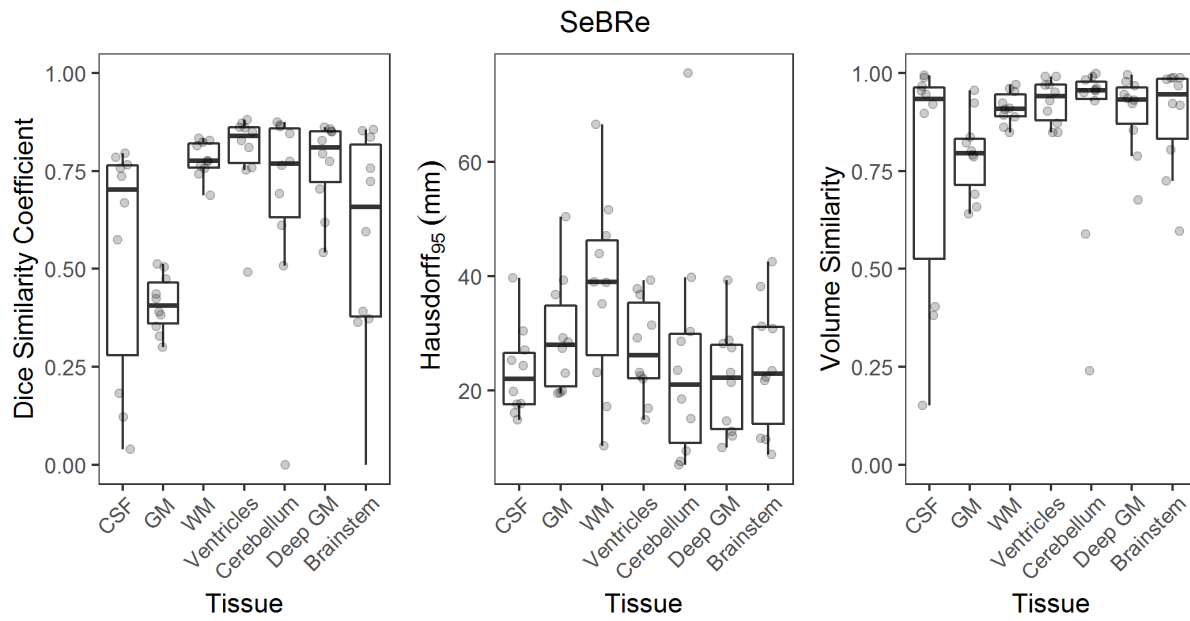 SeBRe
Dice Similarity Coefficient
1.00
0.75
0.50
0.25
0.00
CSF
GM
WM
Ventricles
Cerebellum
Deep GM
Brainstem
Tissue
Hausdorff95 (mm)
60
40
20
CSF
GM
WM
Ventricles
Cerebellum
Deep GM
Brainstem
Tissue
Volume Similarity
1.00
0.75
0.50
0.25
0.00
CSF
GM
WM
Ventricles
Cerebellum
Deep GM
Brainstem
Tissue